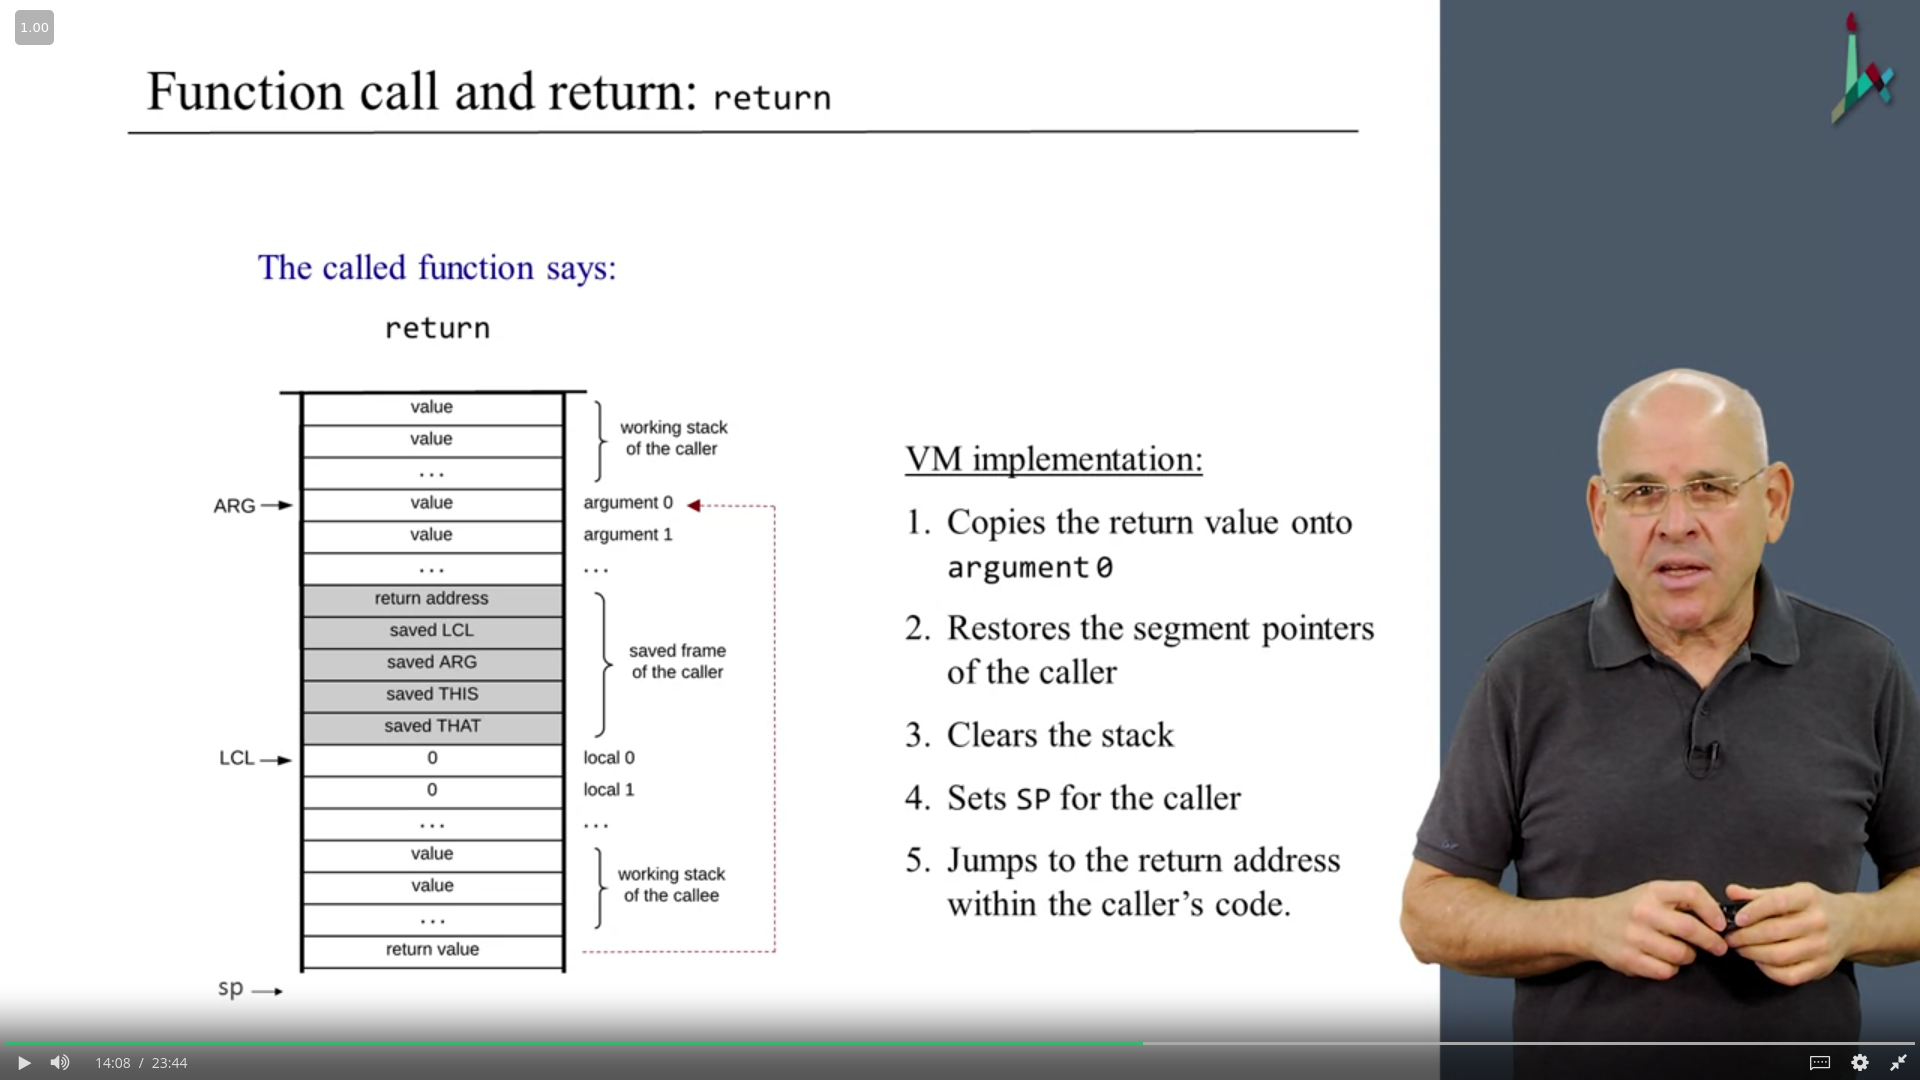 1.00
Function call and return: return
The called function says:
return
value
value
...
value
value
...
return address
saved LCL
saved ARG
saved THIS
saved THAT
0
0
...
value
value
...
return value
ARG
LCL
sp
working stack
of the caller
argument 0
argument 1
...
saved frame
of the caller
local 0
local 1
...
working stack
of the callee
VM implementation:
1. Copies the return value onto
argument 0
2. Restores the segment pointers
of the caller
3. Clears the stack
4. Sets SP for the caller
5. Jumps to the return address
within the caller’s code.
14:08 / 23:44